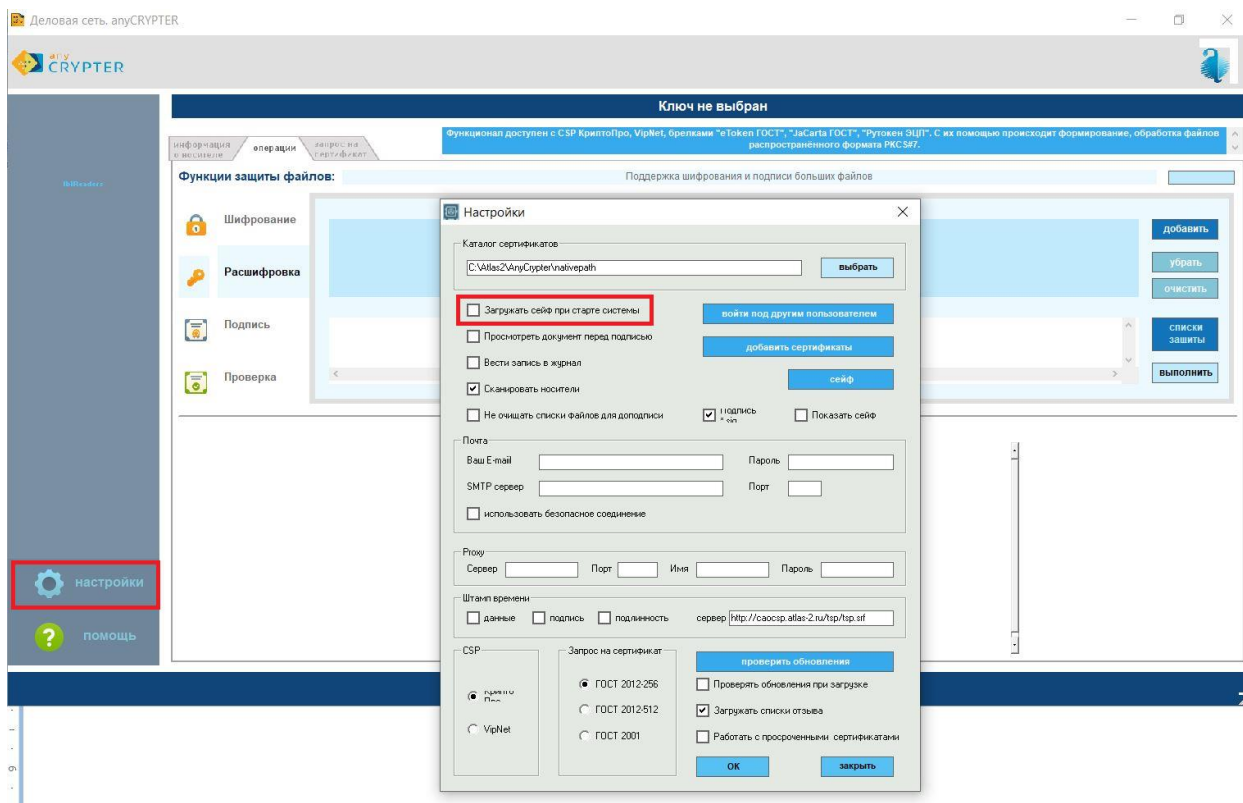 Деловая сеть. anyCRYPTER
any
CRYPTER
Ключ не выбран
информация
о носителе
операции
запрос на
сертификат
Функционал доступен с CSP КриптоПро, VipNet, брелками "eToken ГОСТ", "JaCarta ГОСТ", "Рутокен ЭЦП". С их помощью происходит формирование, обработка файлов
распространённого формата PKCS#7.
Функции защиты файлов:
Поддержка шифрования и подписи больших файлов
lblReaders
Шифрование
Расшифровка
Подпись
Проверка
добавить
убрать
очистить
списки
зашиты
выполнить
настройки
помощь
Настройки
Каталог сертификатов
C:\Atlas2\AnyCrypter\nativepath
выбрать
Загружать сейф при старте системы
войти под другим пользователем
Просмотреть документ перед подписью
добавить сертификаты
Вести запись в журнал
сейф
Сканировать носители
Не очищать списки файлов для доподписи
Подпись
*.sig
Показать сейф
Почта
Ваш E-mail
Пароль
SMTP сервер
Порт
использовать безопасное соединение
Proxy
Сервер
Порт
Имя
Пароль
Штамп времени
данные
подпись
подлинность
сервер
http://caocsp.atlas-2.ru/tsp/tsp.srf
CSP
Крипто
Про
VipNet
Запрос на сертификат
ГОСТ 2012-256
ГОСТ 2012-512
ГОСТ 2001
проверить обновления
Проверять обновления при загрузке
Загружать списки отзыва
Работать с просроченными сертификатами
ОК
закрыть